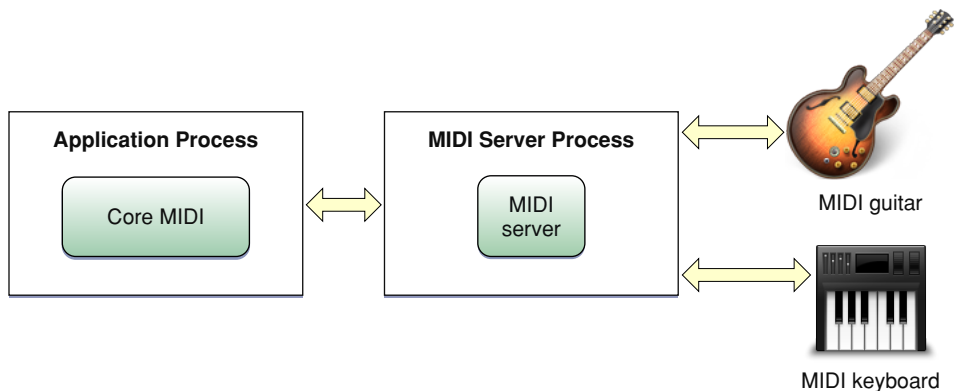 Application Process
Core MIDI
MIDI Server Process
MIDI
server
MIDI guitar
MIDI keyboard